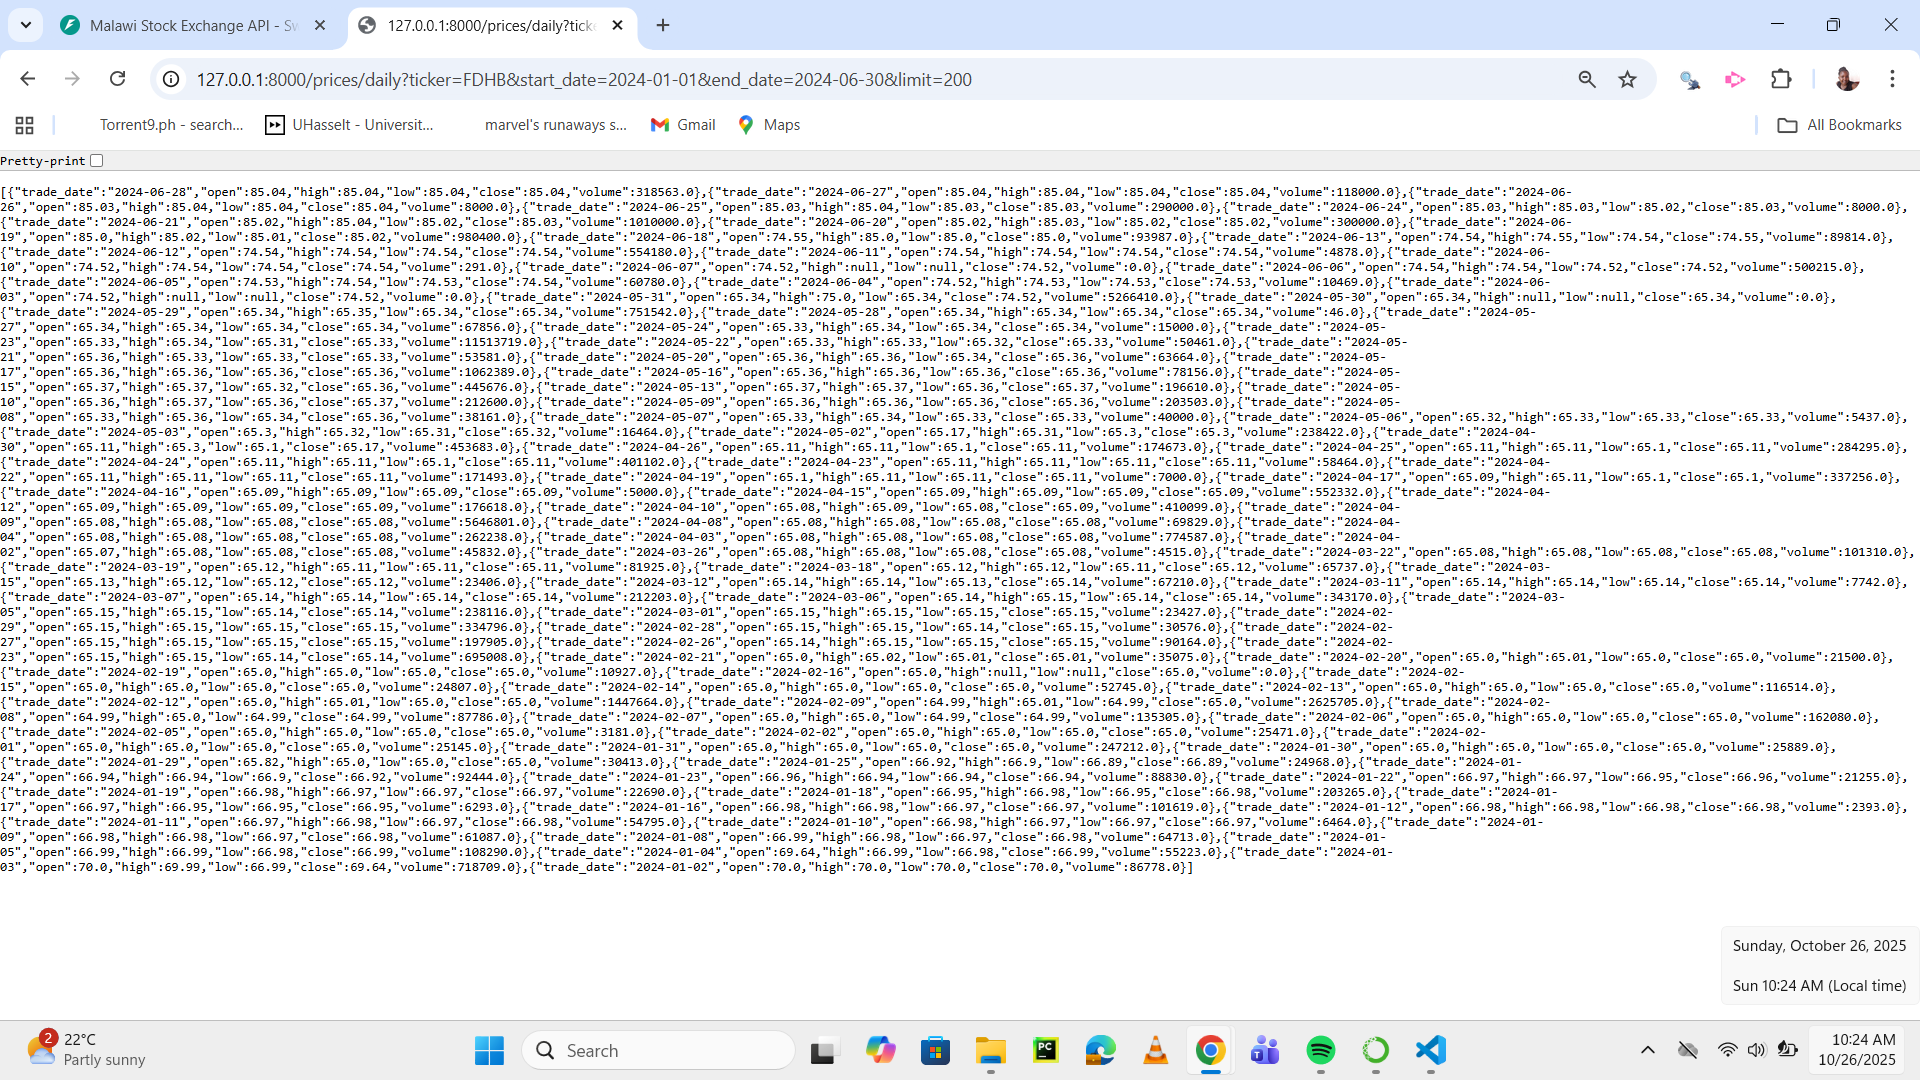 Malawi Stock Exchange API - Sw
127.0.0.1:8000/prices/daily?ticke
127.0.0.1:8000/prices/daily?ticker=FDHB&start_date=2024-01-01&end_date=2024-06-30&limit=200
Torrent9.ph - search...
UHasselt - Universit...
marvel's runaways s...
Gmail
Maps
All Bookmarks
Pretty-print
[{"trade_date":"2024-06-28","open":85.04,"high":85.04,"low":85.04,"close":85.04,"volume":318563.0},{"trade_date":"2024-06-27","open":85.04,"high":85.04,"low":85.04,"close":85.04,"volume":118000.0},{"trade_date":"2024-06-
26","open":85.03,"high":85.04,"low":85.04,"close":85.04,"volume":8000.0},{"trade_date":"2024-06-25","open":85.03,"high":85.04,"low":85.03,"close":85.03,"volume":290000.0},{"trade_date":"2024-06-24","open":85.03,"high":85.03,"low":85.02,"close":85.03,"volume":8000.0},
{"trade_date":"2024-06-21","open":85.02,"high":85.04,"low":85.02,"close":85.03,"volume":1010000.0},{"trade_date":"2024-06-20","open":85.02,"high":85.03,"low":85.02,"close":85.02,"volume":300000.0},{"trade_date":"2024-06-
19","open":85.0,"high":85.02,"low":85.01,"close":85.02,"volume":980400.0},{"trade_date":"2024-06-18","open":74.55,"high":85.0,"low":85.0,"close":85.0,"volume":93987.0},{"trade_date":"2024-06-13","open":74.54,"high":74.55,"low":74.54,"close":74.55,"volume":89814.0},
{"trade_date":"2024-06-12","open":74.54,"high":74.54,"low":74.54,"close":74.54,"volume":554180.0},{"trade_date":"2024-06-11","open":74.54,"high":74.54,"low":74.54,"close":74.54,"volume":4878.0},{"trade_date":"2024-06-
10","open":74.52,"high":74.54,"low":74.54,"close":74.54,"volume":291.0},{"trade_date":"2024-06-07","open":74.52,"high":null,"low":null,"close":74.52,"volume":0.0},{"trade_date":"2024-06-06","open":74.54,"high":74.54,"low":74.52,"close":74.52,"volume":500215.0},
{"trade_date":"2024-06-05","open":74.53,"high":74.54,"low":74.53,"close":74.54,"volume":60780.0},{"trade_date":"2024-06-04","open":74.52,"high":74.53,"low":74.53,"close":74.53,"volume":10469.0},{"trade_date":"2024-06-
03","open":74.52,"high":null,"low":null,"close":74.52,"volume":0.0},{"trade_date":"2024-05-31","open":65.34,"high":75.0,"low":65.34,"close":74.52,"volume":5266410.0},{"trade_date":"2024-05-30","open":65.34,"high":null,"low":null,"close":65.34,"volume":0.0},
{"trade_date":"2024-05-29","open":65.34,"high":65.35,"low":65.34,"close":65.34,"volume":751542.0},{"trade_date":"2024-05-28","open":65.34,"high":65.34,"low":65.34,"close":65.34,"volume":46.0},{"trade_date":"2024-05-
27","open":65.34,"high":65.34,"low":65.34,"close":65.34,"volume":67856.0},{"trade_date":"2024-05-24","open":65.33,"high":65.34,"low":65.34,"close":65.34,"volume":15000.0},{"trade_date":"2024-05-
23","open":65.33,"high":65.34,"low":65.31,"close":65.33,"volume":11513719.0},{"trade_date":"2024-05-22","open":65.33,"high":65.33,"low":65.32,"close":65.33,"volume":50461.0},{"trade_date":"2024-05-
21","open":65.36,"high":65.33,"low":65.33,"close":65.33,"volume":53581.0},{"trade_date":"2024-05-20","open":65.36,"high":65.36,"low":65.34,"close":65.36,"volume":63664.0},{"trade_date":"2024-05-
17","open":65.36,"high":65.36,"low":65.36,"close":65.36,"volume":1062389.0},{"trade_date":"2024-05-16","open":65.36,"high":65.36,"low":65.36,"close":65.36,"volume":78156.0},{"trade_date":"2024-05-
15","open":65.37,"high":65.37,"low":65.32,"close":65.36,"volume":445676.0},{"trade_date":"2024-05-13","open":65.37,"high":65.37,"low":65.36,"close":65.37,"volume":196610.0},{"trade_date":"2024-05-
10","open":65.36,"high":65.37,"low":65.36,"close":65.37,"volume":212600.0},{"trade_date":"2024-05-09","open":65.36,"high":65.36,"low":65.36,"close":65.36,"volume":203503.0},{"trade_date":"2024-05-
08","open":65.33,"high":65.36,"low":65.34,"close":65.36,"volume":38161.0},{"trade_date":"2024-05-07","open":65.33,"high":65.34,"low":65.33,"close":65.33,"volume":40000.0},{"trade_date":"2024-05-06","open":65.32,"high":65.33,"low":65.33,"close":65.33,"volume":5437.0},
{"trade_date":"2024-05-03","open":65.3,"high":65.32,"low":65.31,"close":65.32,"volume":16464.0},{"trade_date":"2024-05-02","open":65.17,"high":65.31,"low":65.3,"close":65.3,"volume":238422.0},{"trade_date":"2024-04-
30","open":65.11,"high":65.3,"low":65.1,"close":65.17,"volume":453683.0},{"trade_date":"2024-04-26","open":65.11,"high":65.11,"low":65.1,"close":65.11,"volume":174673.0},{"trade_date":"2024-04-25","open":65.11,"high":65.11,"low":65.1,"close":65.11,"volume":284295.0},
{"trade_date":"2024-04-24","open":65.11,"high":65.11,"low":65.1,"close":65.11,"volume":401102.0},{"trade_date":"2024-04-23","open":65.11,"high":65.11,"low":65.11,"close":65.11,"volume":58464.0},{"trade_date":"2024-04-
22","open":65.11,"high":65.11,"low":65.11,"close":65.11,"volume":171493.0},{"trade_date":"2024-04-19","open":65.1,"high":65.11,"low":65.11,"close":65.11,"volume":7000.0},{"trade_date":"2024-04-17","open":65.09,"high":65.11,"low":65.1,"close":65.1,"volume":337256.0},
{"trade_date":"2024-04-16","open":65.09,"high":65.09,"low":65.09,"close":65.09,"volume":5000.0},{"trade_date":"2024-04-15","open":65.09,"high":65.09,"low":65.09,"close":65.09,"volume":552332.0},{"trade_date":"2024-04-
12","open":65.09,"high":65.09,"low":65.09,"close":65.09,"volume":176618.0},{"trade_date":"2024-04-10","open":65.08,"high":65.09,"low":65.08,"close":65.09,"volume":410099.0},{"trade_date":"2024-04-
09","open":65.08,"high":65.08,"low":65.08,"close":65.08,"volume":5646801.0},{"trade_date":"2024-04-08","open":65.08,"high":65.08,"low":65.08,"close":65.08,"volume":69829.0},{"trade_date":"2024-04-
04","open":65.08,"high":65.08,"low":65.08,"close":65.08,"volume":262238.0},{"trade_date":"2024-04-03","open":65.08,"high":65.08,"low":65.08,"close":65.08,"volume":774587.0},{"trade_date":"2024-04-
02","open":65.07,"high":65.08,"low":65.08,"close":65.08,"volume":45832.0},{"trade_date":"2024-03-26","open":65.08,"high":65.08,"low":65.08,"close":65.08,"volume":4515.0},{"trade_date":"2024-03-22","open":65.08,"high":65.08,"low":65.08,"close":65.08,"volume":101310.0},
{"trade_date":"2024-03-19","open":65.12,"high":65.11,"low":65.11,"close":65.11,"volume":81925.0},{"trade_date":"2024-03-18","open":65.12,"high":65.12,"low":65.11,"close":65.12,"volume":65737.0},{"trade_date":"2024-03-
15","open":65.13,"high":65.12,"low":65.12,"close":65.12,"volume":23406.0},{"trade_date":"2024-03-12","open":65.14,"high":65.14,"low":65.13,"close":65.14,"volume":67210.0},{"trade_date":"2024-03-11","open":65.14,"high":65.14,"low":65.14,"close":65.14,"volume":7742.0},
{"trade_date":"2024-03-07","open":65.14,"high":65.14,"low":65.14,"close":65.14,"volume":212203.0},{"trade_date":"2024-03-06","open":65.14,"high":65.15,"low":65.14,"close":65.14,"volume":343170.0},{"trade_date":"2024-03-
05","open":65.15,"high":65.15,"low":65.14,"close":65.14,"volume":238116.0},{"trade_date":"2024-03-01","open":65.15,"high":65.15,"low":65.15,"close":65.15,"volume":23427.0},{"trade_date":"2024-02-
29","open":65.15,"high":65.15,"low":65.15,"close":65.15,"volume":334796.0},{"trade_date":"2024-02-28","open":65.15,"high":65.15,"low":65.14,"close":65.15,"volume":30576.0},{"trade_date":"2024-02-
27","open":65.15,"high":65.15,"low":65.15,"close":65.15,"volume":197905.0},{"trade_date":"2024-02-26","open":65.14,"high":65.15,"low":65.15,"close":65.15,"volume":90164.0},{"trade_date":"2024-02-
23","open":65.15,"high":65.15,"low":65.14,"close":65.14,"volume":695008.0},{"trade_date":"2024-02-21","open":65.0,"high":65.02,"low":65.01,"close":65.01,"volume":35075.0},{"trade_date":"2024-02-20","open":65.0,"high":65.01,"low":65.0,"close":65.0,"volume":21500.0},
{"trade_date":"2024-02-19","open":65.0,"high":65.0,"low":65.0,"close":65.0,"volume":10927.0},{"trade_date":"2024-02-16","open":65.0,"high":null,"low":null,"close":65.0,"volume":0.0},{"trade_date":"2024-02-
15","open":65.0,"high":65.0,"low":65.0,"close":65.0,"volume":24807.0},{"trade_date":"2024-02-14","open":65.0,"high":65.0,"low":65.0,"close":65.0,"volume":52745.0},{"trade_date":"2024-02-13","open":65.0,"high":65.0,"low":65.0,"close":65.0,"volume":116514.0},
{"trade_date":"2024-02-12","open":65.0,"high":65.01,"low":65.0,"close":65.0,"volume":1447664.0},{"trade_date":"2024-02-09","open":64.99,"high":65.01,"low":64.99,"close":65.0,"volume":2625705.0},{"trade_date":"2024-02-
08","open":64.99,"high":65.0,"low":64.99,"close":64.99,"volume":87786.0},{"trade_date":"2024-02-07","open":65.0,"high":65.0,"low":64.99,"close":64.99,"volume":135305.0},{"trade_date":"2024-02-06","open":65.0,"high":65.0,"low":65.0,"close":65.0,"volume":162080.0},
{"trade_date":"2024-02-05","open":65.0,"high":65.0,"low":65.0,"close":65.0,"volume":3181.0},{"trade_date":"2024-02-02","open":65.0,"high":65.0,"low":65.0,"close":65.0,"volume":25471.0},{"trade_date":"2024-02-
01","open":65.0,"high":65.0,"low":65.0,"close":65.0,"volume":25145.0},{"trade_date":"2024-01-31","open":65.0,"high":65.0,"low":65.0,"close":65.0,"volume":247212.0},{"trade_date":"2024-01-30","open":65.0,"high":65.0,"low":65.0,"close":65.0,"volume":25889.0},
{"trade_date":"2024-01-29","open":65.82,"high":65.0,"low":65.0,"close":65.0,"volume":30413.0},{"trade_date":"2024-01-25","open":66.92,"high":66.9,"low":66.89,"close":66.89,"volume":24968.0},{"trade_date":"2024-01-
24","open":66.94,"high":66.94,"low":66.9,"close":66.92,"volume":92444.0},{"trade_date":"2024-01-23","open":66.96,"high":66.94,"low":66.94,"close":66.94,"volume":88830.0},{"trade_date":"2024-01-22","open":66.97,"high":66.97,"low":66.95,"close":66.96,"volume":21255.0},
{"trade_date":"2024-01-19","open":66.98,"high":66.97,"low":66.97,"close":66.97,"volume":22690.0},{"trade_date":"2024-01-18","open":66.95,"high":66.98,"low":66.95,"close":66.98,"volume":203265.0},{"trade_date":"2024-01-
17","open":66.97,"high":66.95,"low":66.95,"close":66.95,"volume":6293.0},{"trade_date":"2024-01-16","open":66.98,"high":66.98,"low":66.97,"close":66.97,"volume":101619.0},{"trade_date":"2024-01-12","open":66.98,"high":66.98,"low":66.98,"close":66.98,"volume":2393.0},
{"trade_date":"2024-01-11","open":66.97,"high":66.98,"low":66.97,"close":66.98,"volume":54795.0},{"trade_date":"2024-01-10","open":66.98,"high":66.97,"low":66.97,"close":66.97,"volume":6464.0},{"trade_date":"2024-01-
09","open":66.98,"high":66.98,"low":66.97,"close":66.98,"volume":61087.0},{"trade_date":"2024-01-08","open":66.99,"high":66.98,"low":66.97,"close":66.98,"volume":64713.0},{"trade_date":"2024-01-
05","open":66.99,"high":66.99,"low":66.98,"close":66.99,"volume":108290.0},{"trade_date":"2024-01-04","open":69.64,"high":66.99,"low":66.98,"close":66.99,"volume":55223.0},{"trade_date":"2024-01-
03","open":70.0,"high":69.99,"low":66.99,"close":69.64,"volume":718709.0},{"trade_date":"2024-01-02","open":70.0,"high":70.0,"low":70.0,"close":70.0,"volume":86778.0}]
Sunday, October 26, 2025
Sun 10:24 AM (Local time)
2
22°C
Partly sunny
Search
PC
10:24 AM
10/26/2025